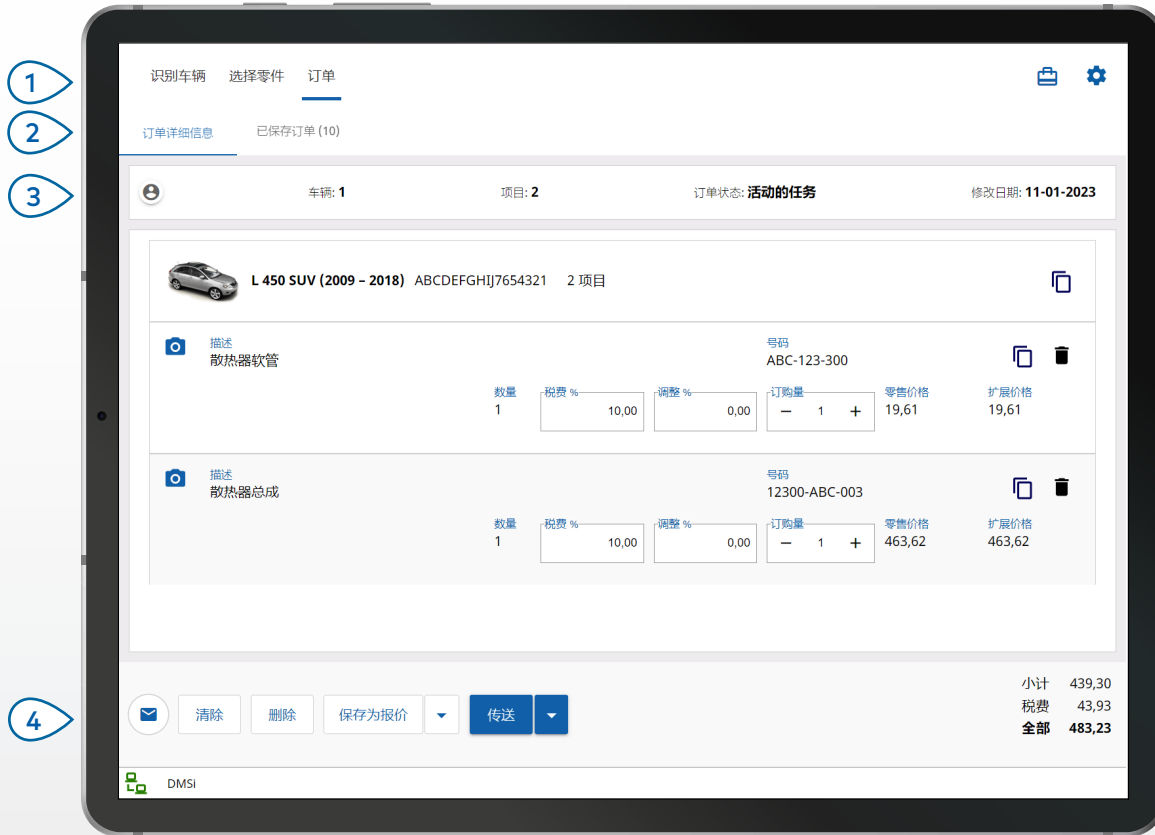 1
识别车辆 选择零件 订单
2
订单详细信息 已保存订单 (10)
3
车辆: 1 项目: 2 订单状态: 活动的任务 修改日期: 11-01-2023
L 450 SUV (2009 – 2018) ABCDEFGHIJ7654321 2 项目
描述 号码
散热器软管 ABC-123-300
数量 税费 % 调整 % 订购量 零售价格 扩展价格
1 10,00 0,00 − 1 + 19,61 19,61
描述 号码
散热器总成 12300-ABC-003
数量 税费 % 调整 % 订购量 零售价格 扩展价格
1 10,00 0,00 − 1 + 463,62 463,62
4
清除 删除 保存为报价 传送
小计 439,30
税费 43,93
全部 483,23
DMSi